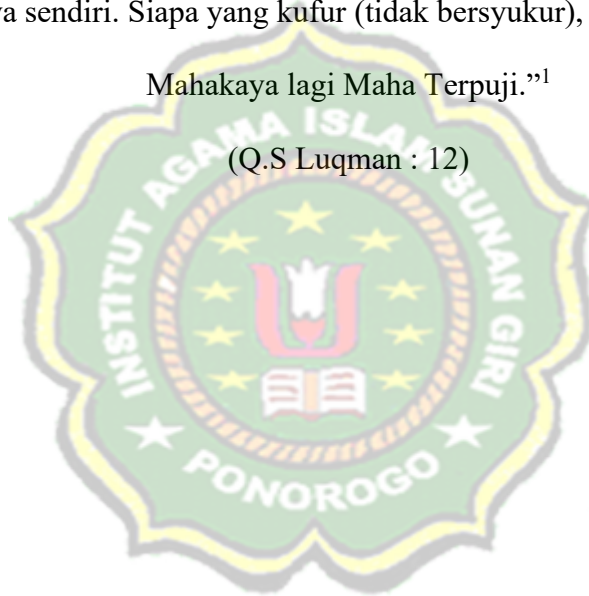 a sendiri. Siapa yang kufur (tidak bersyukur),
Mahakaya lagi Maha Terpuji.”¹
(Q.S Luqman : 12)
INSTITUT AGAMA ISLAM SUNAN GIRI
PONOROGO